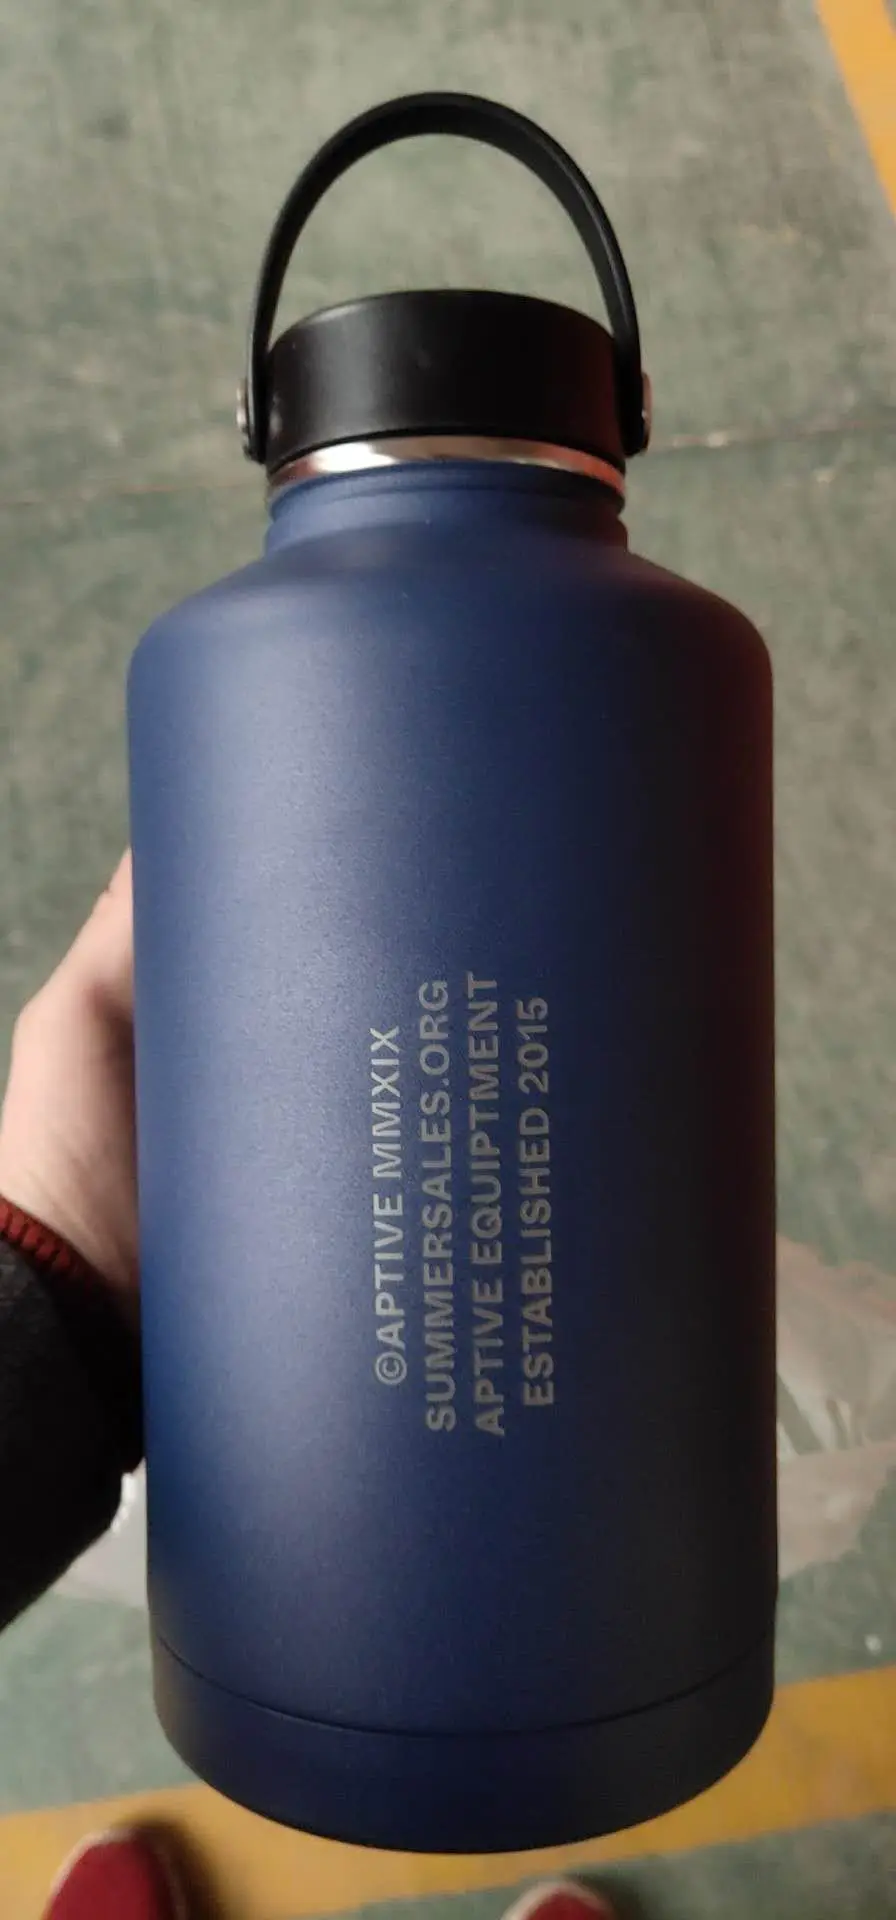 ©APTIVE MMXIX
SUMMERSALES.ORG
APTIVE EQUIPTMENT
ESTABLISHED 2015